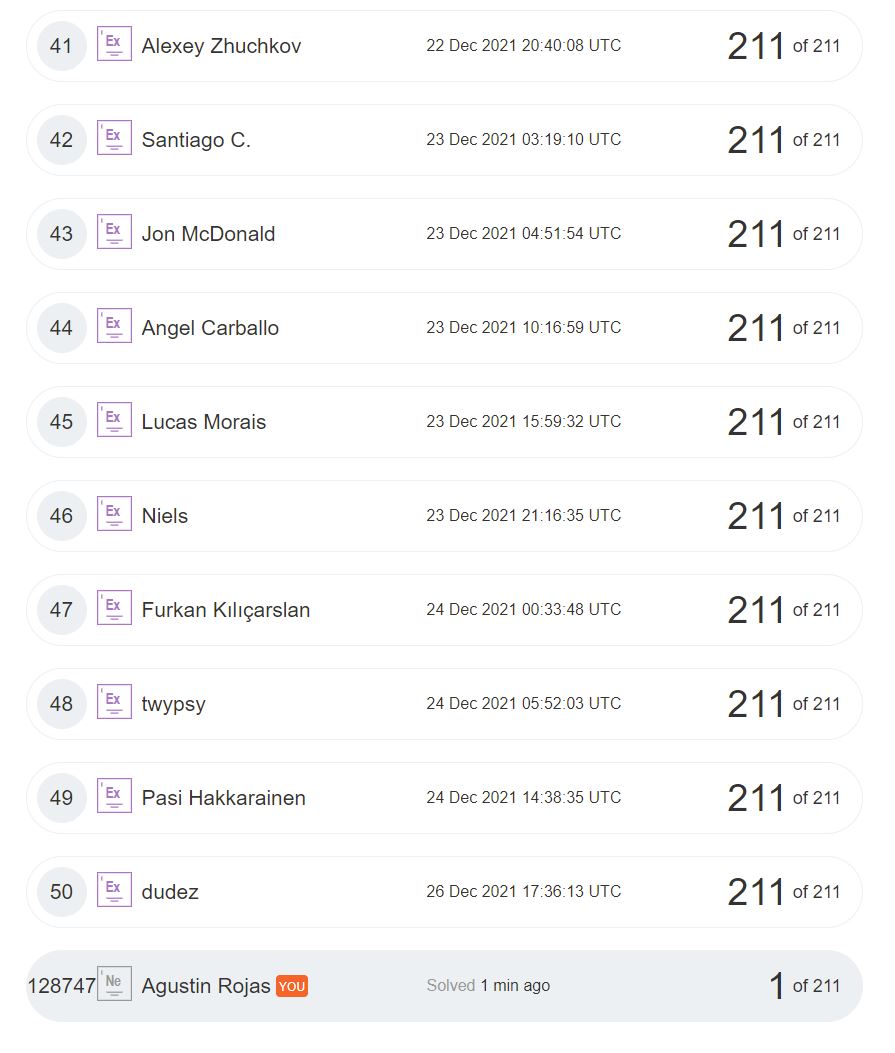 41 Ex Alexey Zhuchkov 22 Dec 2021 20:40:08 UTC 211 of 211
42 Ex Santiago C. 23 Dec 2021 03:19:10 UTC 211 of 211
43 Ex Jon McDonald 23 Dec 2021 04:51:54 UTC 211 of 211
44 Ex Angel Carballo 23 Dec 2021 10:16:59 UTC 211 of 211
45 Ex Lucas Morais 23 Dec 2021 15:59:32 UTC 211 of 211
46 Ex Niels 23 Dec 2021 21:16:35 UTC 211 of 211
47 Ex Furkan Kılıçarslan 24 Dec 2021 00:33:48 UTC 211 of 211
48 Ex twypsy 24 Dec 2021 05:52:03 UTC 211 of 211
49 Ex Pasi Hakkarainen 24 Dec 2021 14:38:35 UTC 211 of 211
50 Ex dudez 26 Dec 2021 17:36:13 UTC 211 of 211
128747 Ne Agustin Rojas YOU Solved 1 min ago 1 of 211